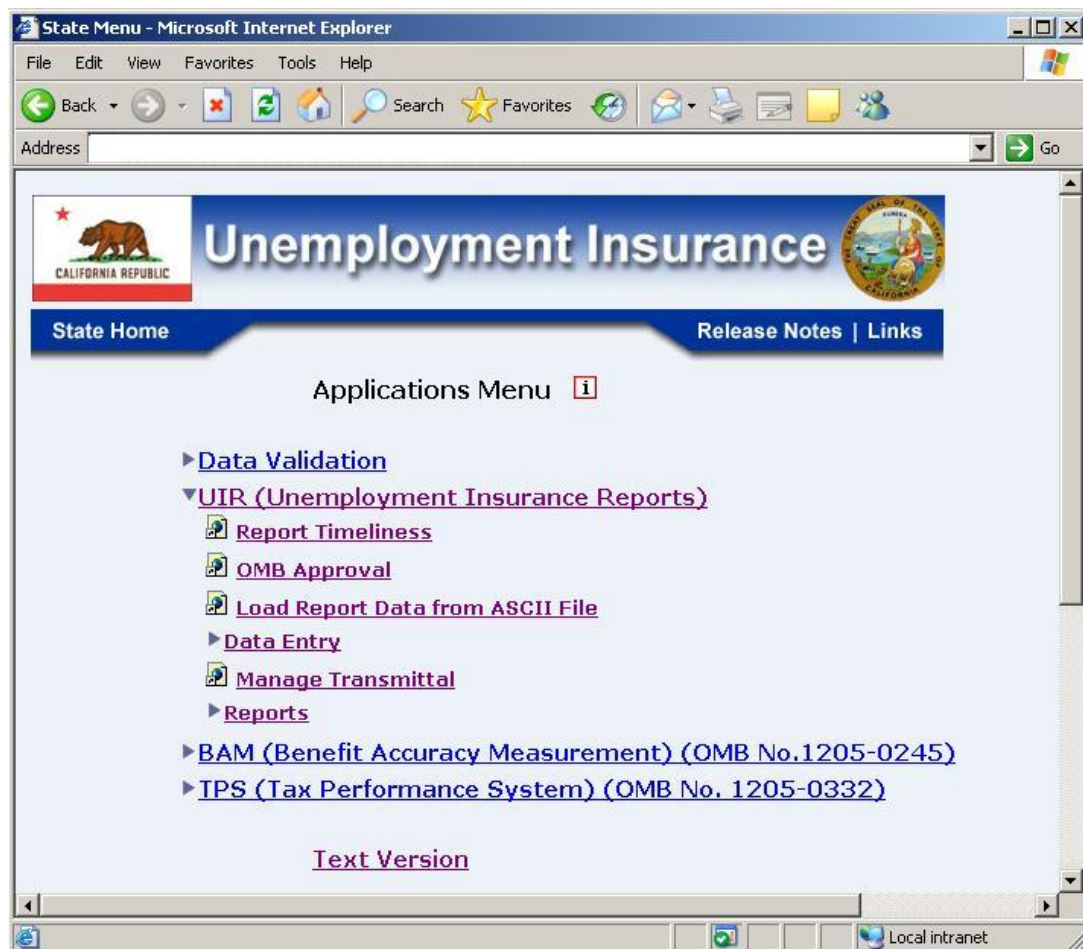 State Menu - Microsoft Internet Explorer
File Edit View Favorites Tools Help
Back Search Favorites
Address Go
CALIFORNIA REPUBLIC
Unemployment Insurance
State Home Release Notes | Links
Applications Menu i
Data Validation
UIR (Unemployment Insurance Reports)
Report Timeliness
OMB Approval
Load Report Data from ASCII File
Data Entry
Manage Transmittal
Reports
BAM (Benefit Accuracy Measurement) (OMB No.1205-0245)
TPS (Tax Performance System) (OMB No. 1205-0332)
Text Version
Local intranet